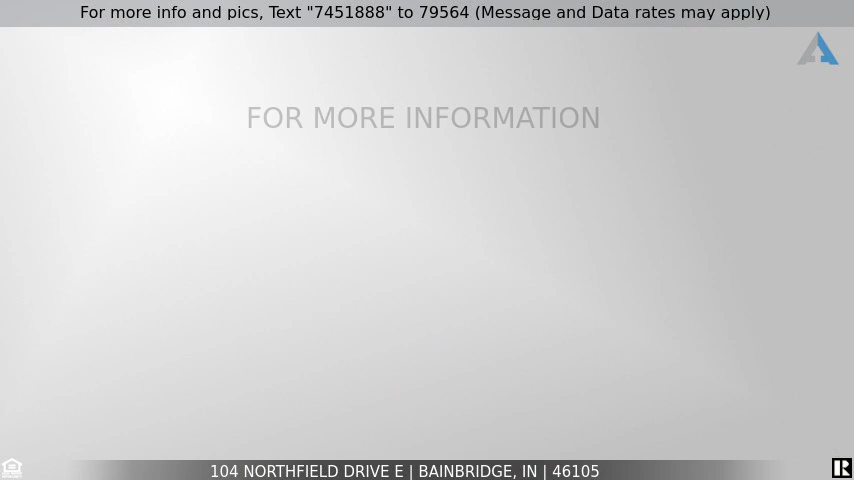 For more info and pics, Text "7451888" to 79564 (Message and Data rates may apply)
FOR MORE INFORMATION
104 NORTHFIELD DRIVE E | BAINBRIDGE, IN | 46105